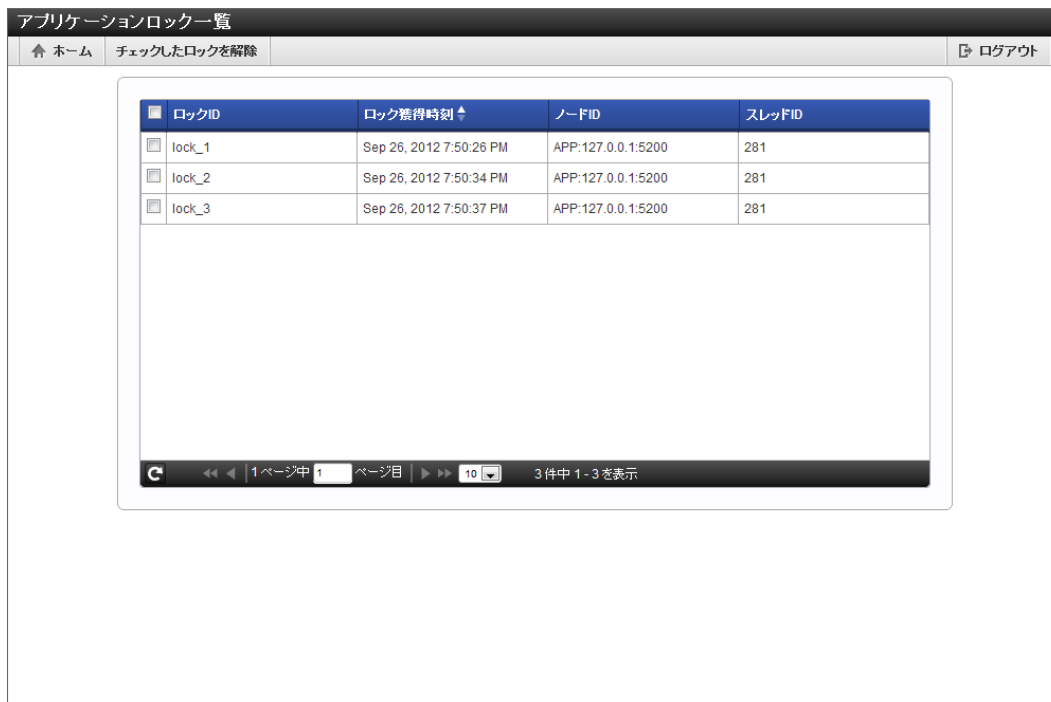 アプリケーションロック一覧
ホーム チェックしたロックを解除 ログアウト
ロックID ロック獲得時刻 ノードID スレッドID
lock_1 Sep 26, 2012 7:50:26 PM APP:127.0.0.1:5200 281
lock_2 Sep 26, 2012 7:50:34 PM APP:127.0.0.1:5200 281
lock_3 Sep 26, 2012 7:50:37 PM APP:127.0.0.1:5200 281
1 ページ中 1 ページ目 10 3 件中 1 - 3 を表示